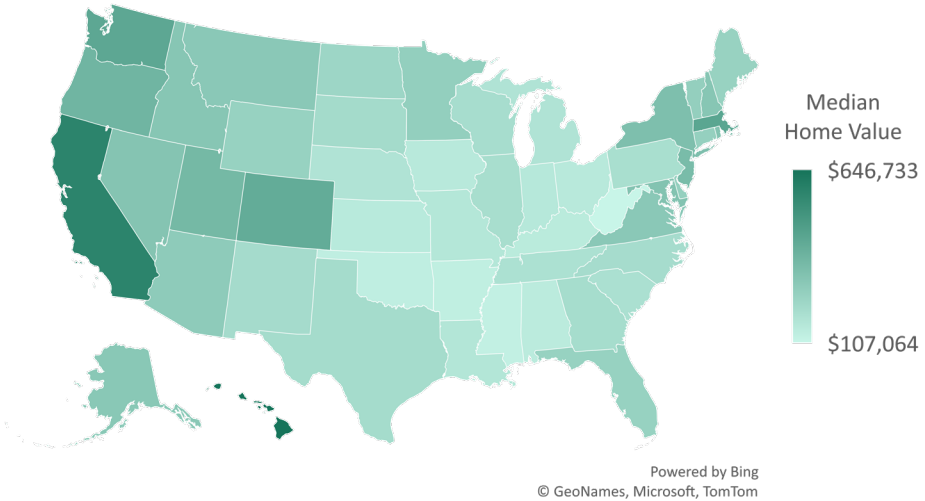 Median
Home Value
$646,733
$107,064
Powered by Bing
© GeoNames, Microsoft, TomTom